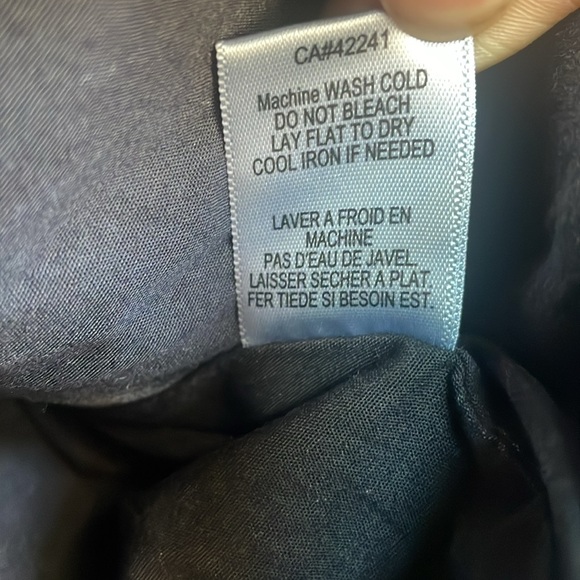 CA#42241
Machine WASH COLD
DO NOT BLEACH
LAY FLAT TO DRY
COOL IRON IF NEEDED
LAVER A FROID EN
MACHINE
PAS D'EAU DE JAVEL
LAISSER SECHER A PLAT.
FER TIEDE SI BESOIN EST.